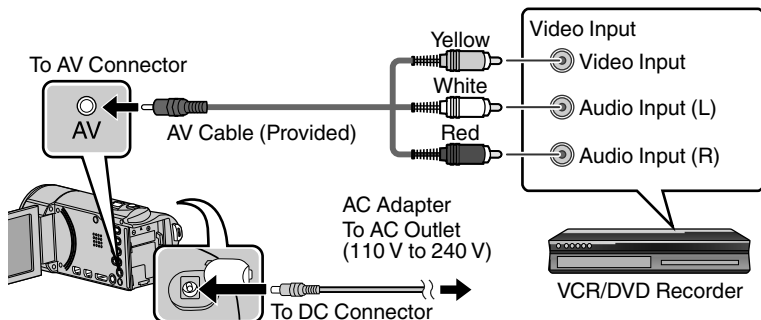 Video Input
Yellow
Video Input
To AV Connector
White
Audio Input (L)
AV
AV Cable (Provided)
Red
Audio Input (R)
AC Adapter
To AC Outlet
(110 V to 240 V)
To DC Connector
VCR/DVD Recorder